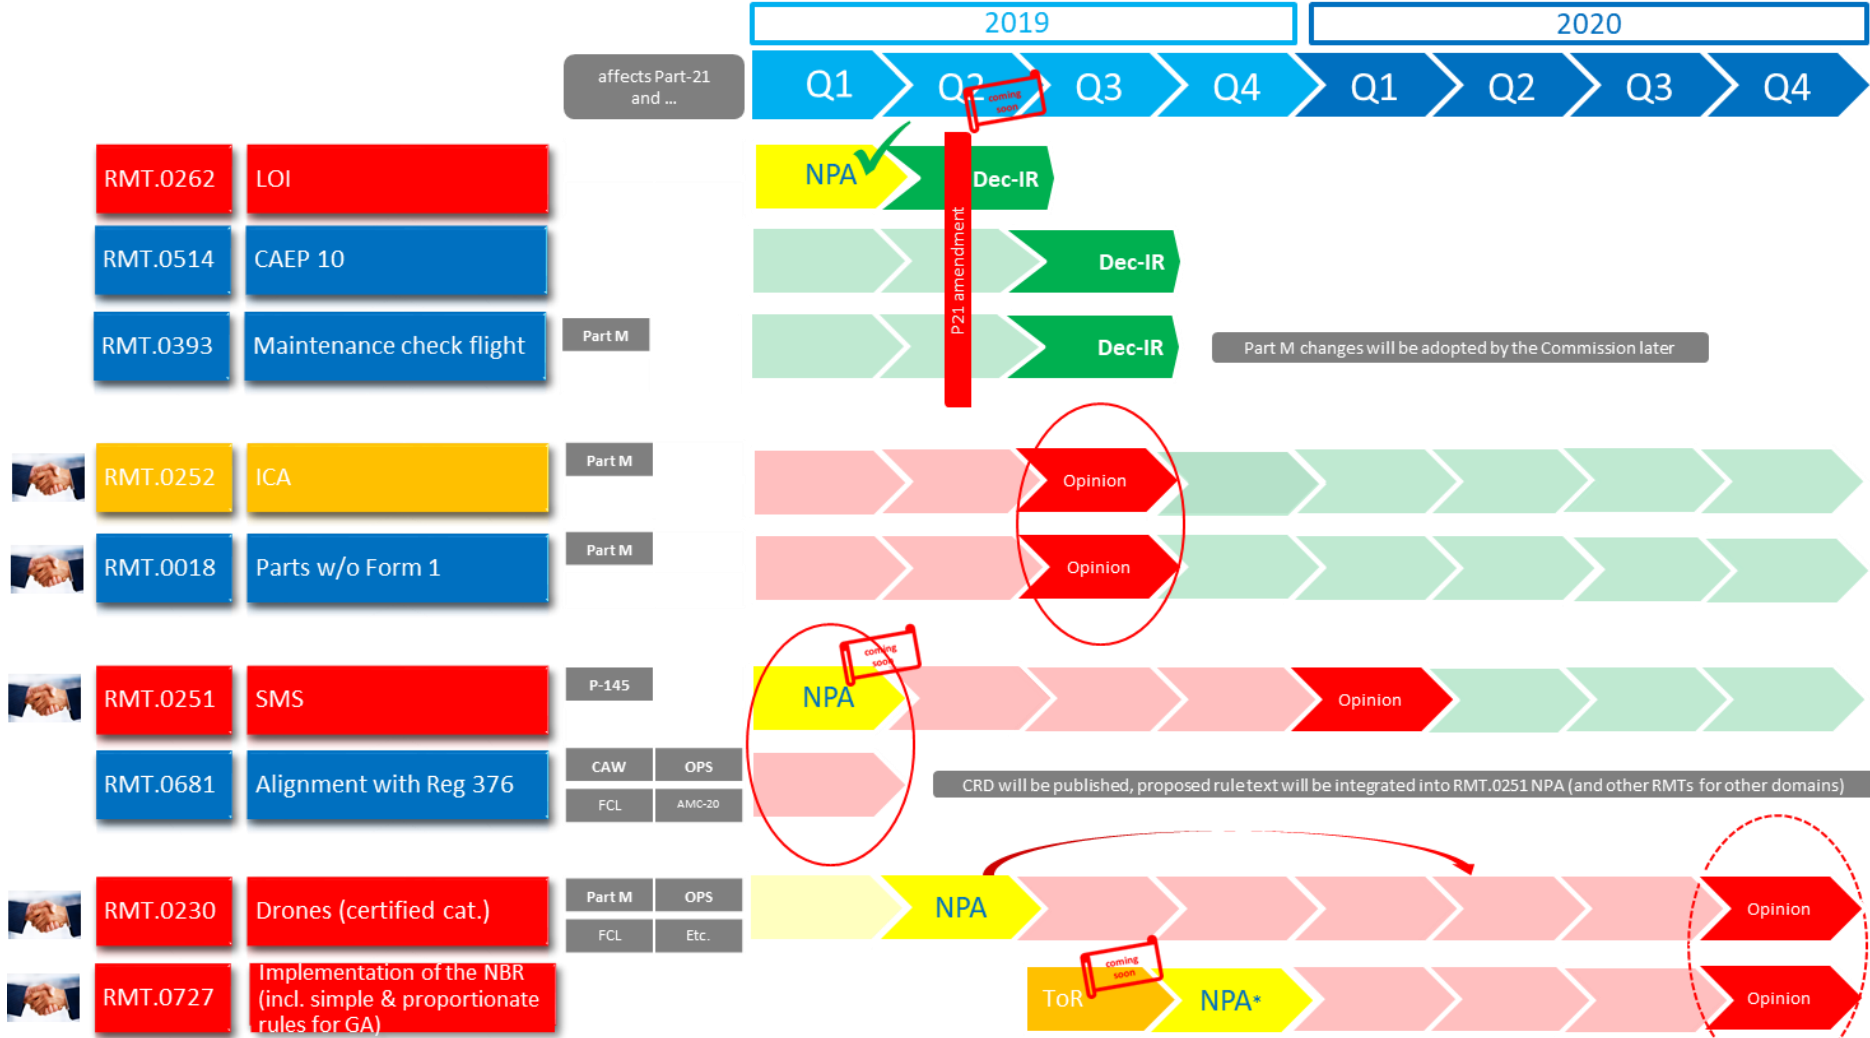 2019
2020
affects Part-21
and ...
Q1
Q2
Q3
Q4
Q1
Q2
Q3
Q4
coming
soon
RMT.0262
LOI
NPA
Dec-IR
P21 amendment
RMT.0514
CAEP 10
Dec-IR
RMT.0393
Maintenance check flight
Part M
Dec-IR
Part M changes will be adopted by the Commission later
RMT.0252
ICA
Part M
Opinion
RMT.0018
Parts w/o Form 1
Part M
Opinion
coming
soon
RMT.0251
SMS
P-145
NPA
Opinion
RMT.0681
Alignment with Reg 376
CAW
OPS
FCL
AMC-20
CRD will be published, proposed rule text will be integrated into RMT.0251 NPA (and other RMTs for other domains)
RMT.0230
Drones (certified cat.)
Part M
OPS
FCL
Etc.
NPA
Opinion
coming
soon
RMT.0727
Implementation of the NBR
(incl. simple & proportionate
rules for GA)
ToR
NPA*
Opinion